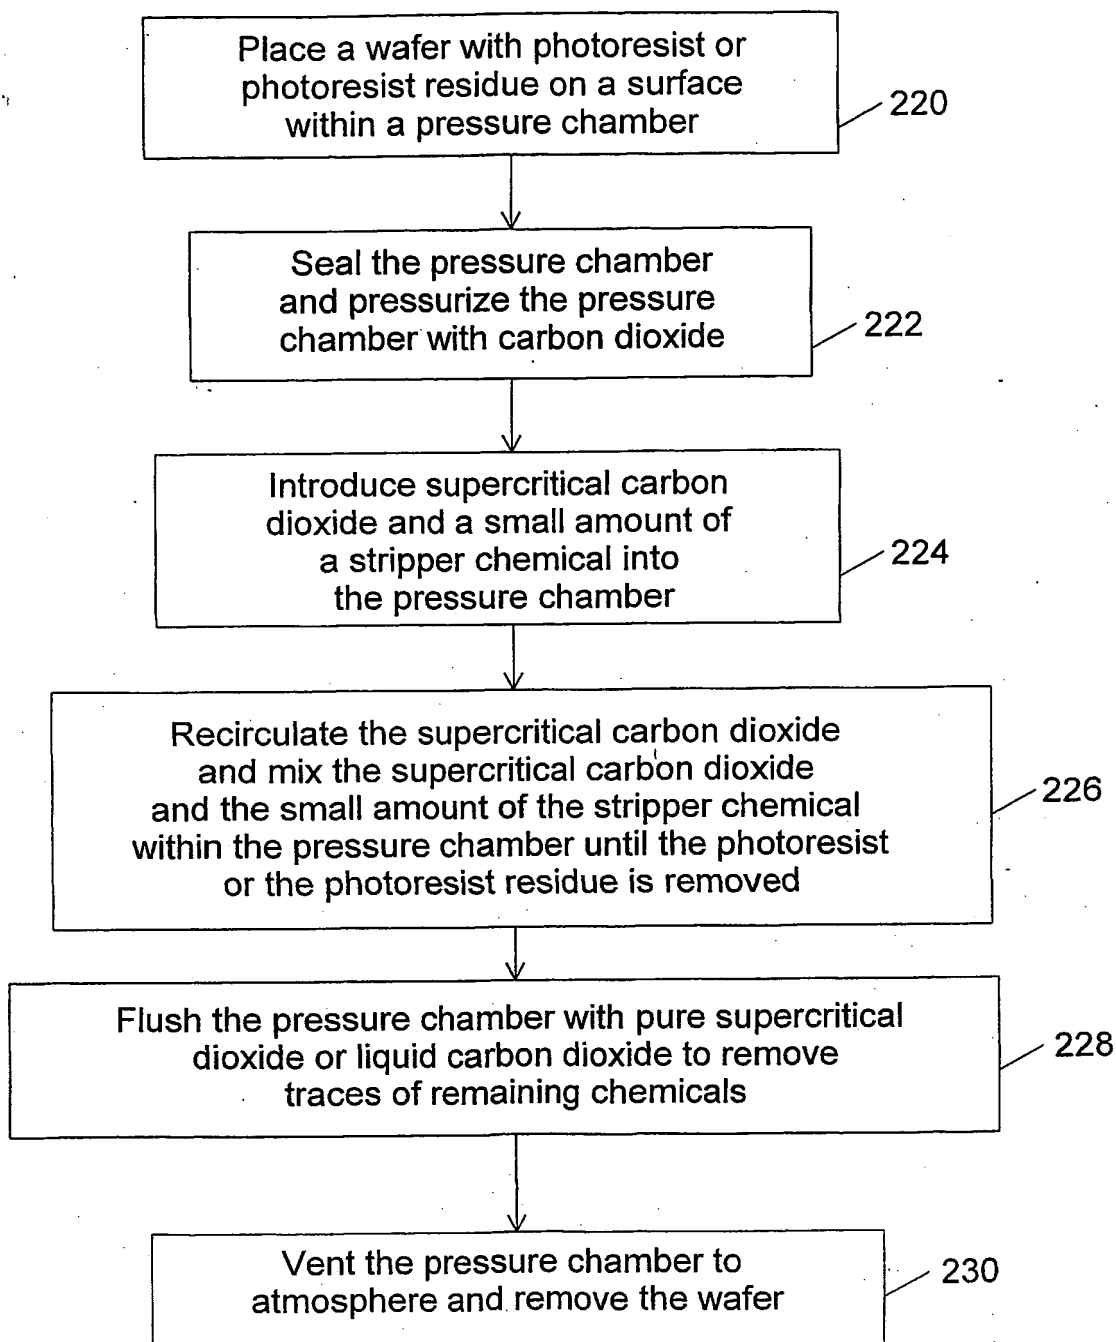 Place a wafer with photoresist or
photoresist residue on a surface
within a pressure chamber
220
Seal the pressure chamber
and pressurize the pressure
chamber with carbon dioxide
222
Introduce supercritical carbon
dioxide and a small amount of
a stripper chemical into
the pressure chamber
224
Recirculate the supercritical carbon dioxide
and mix the supercritical carbon dioxide
and the small amount of the stripper chemical
within the pressure chamber until the photoresist
or the photoresist residue is removed
226
Flush the pressure chamber with pure supercritical
dioxide or liquid carbon dioxide to remove
traces of remaining chemicals
228
Vent the pressure chamber to
atmosphere and remove the wafer
230